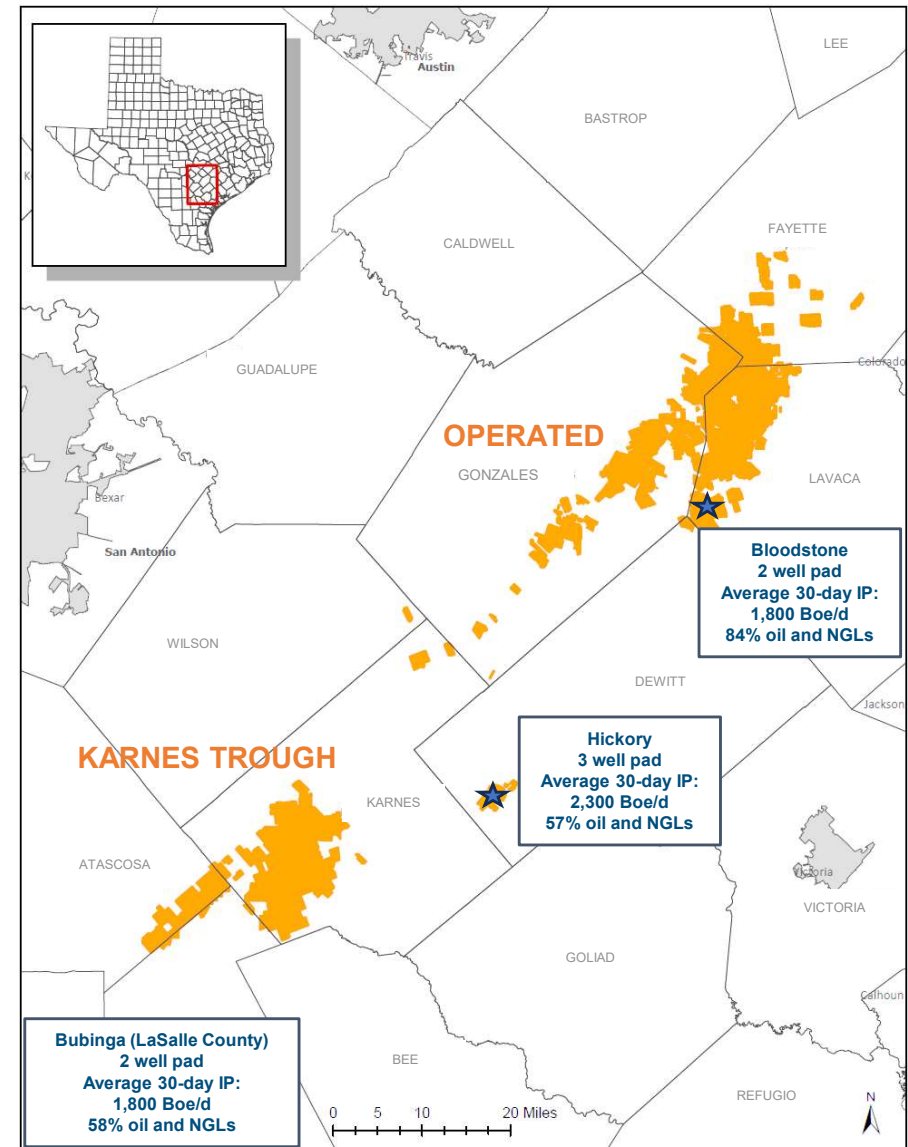 LEE
Travis
Austin
BASTROP
FAYETTE
CALDWELL
GUADALUPE
Colorado
OPERATED
GONZALES
LAVACA
Bexar
San Antonio
Bloodstone
2 well pad
Average 30-day IP:
1,800 Boe/d
84% oil and NGLs
WILSON
DEWITT
Jackson
Hickory
3 well pad
Average 30-day IP:
2,300 Boe/d
57% oil and NGLs
KARNES TROUGH
KARNES
ATASCOSA
Victoria
VICTORIA
GOLIAD
Calhoun
Bubinga (LaSalle County)
2 well pad
Average 30-day IP:
1,800 Boe/d
58% oil and NGLs
BEE
REFUGIO
N
0 5 10 20 Miles